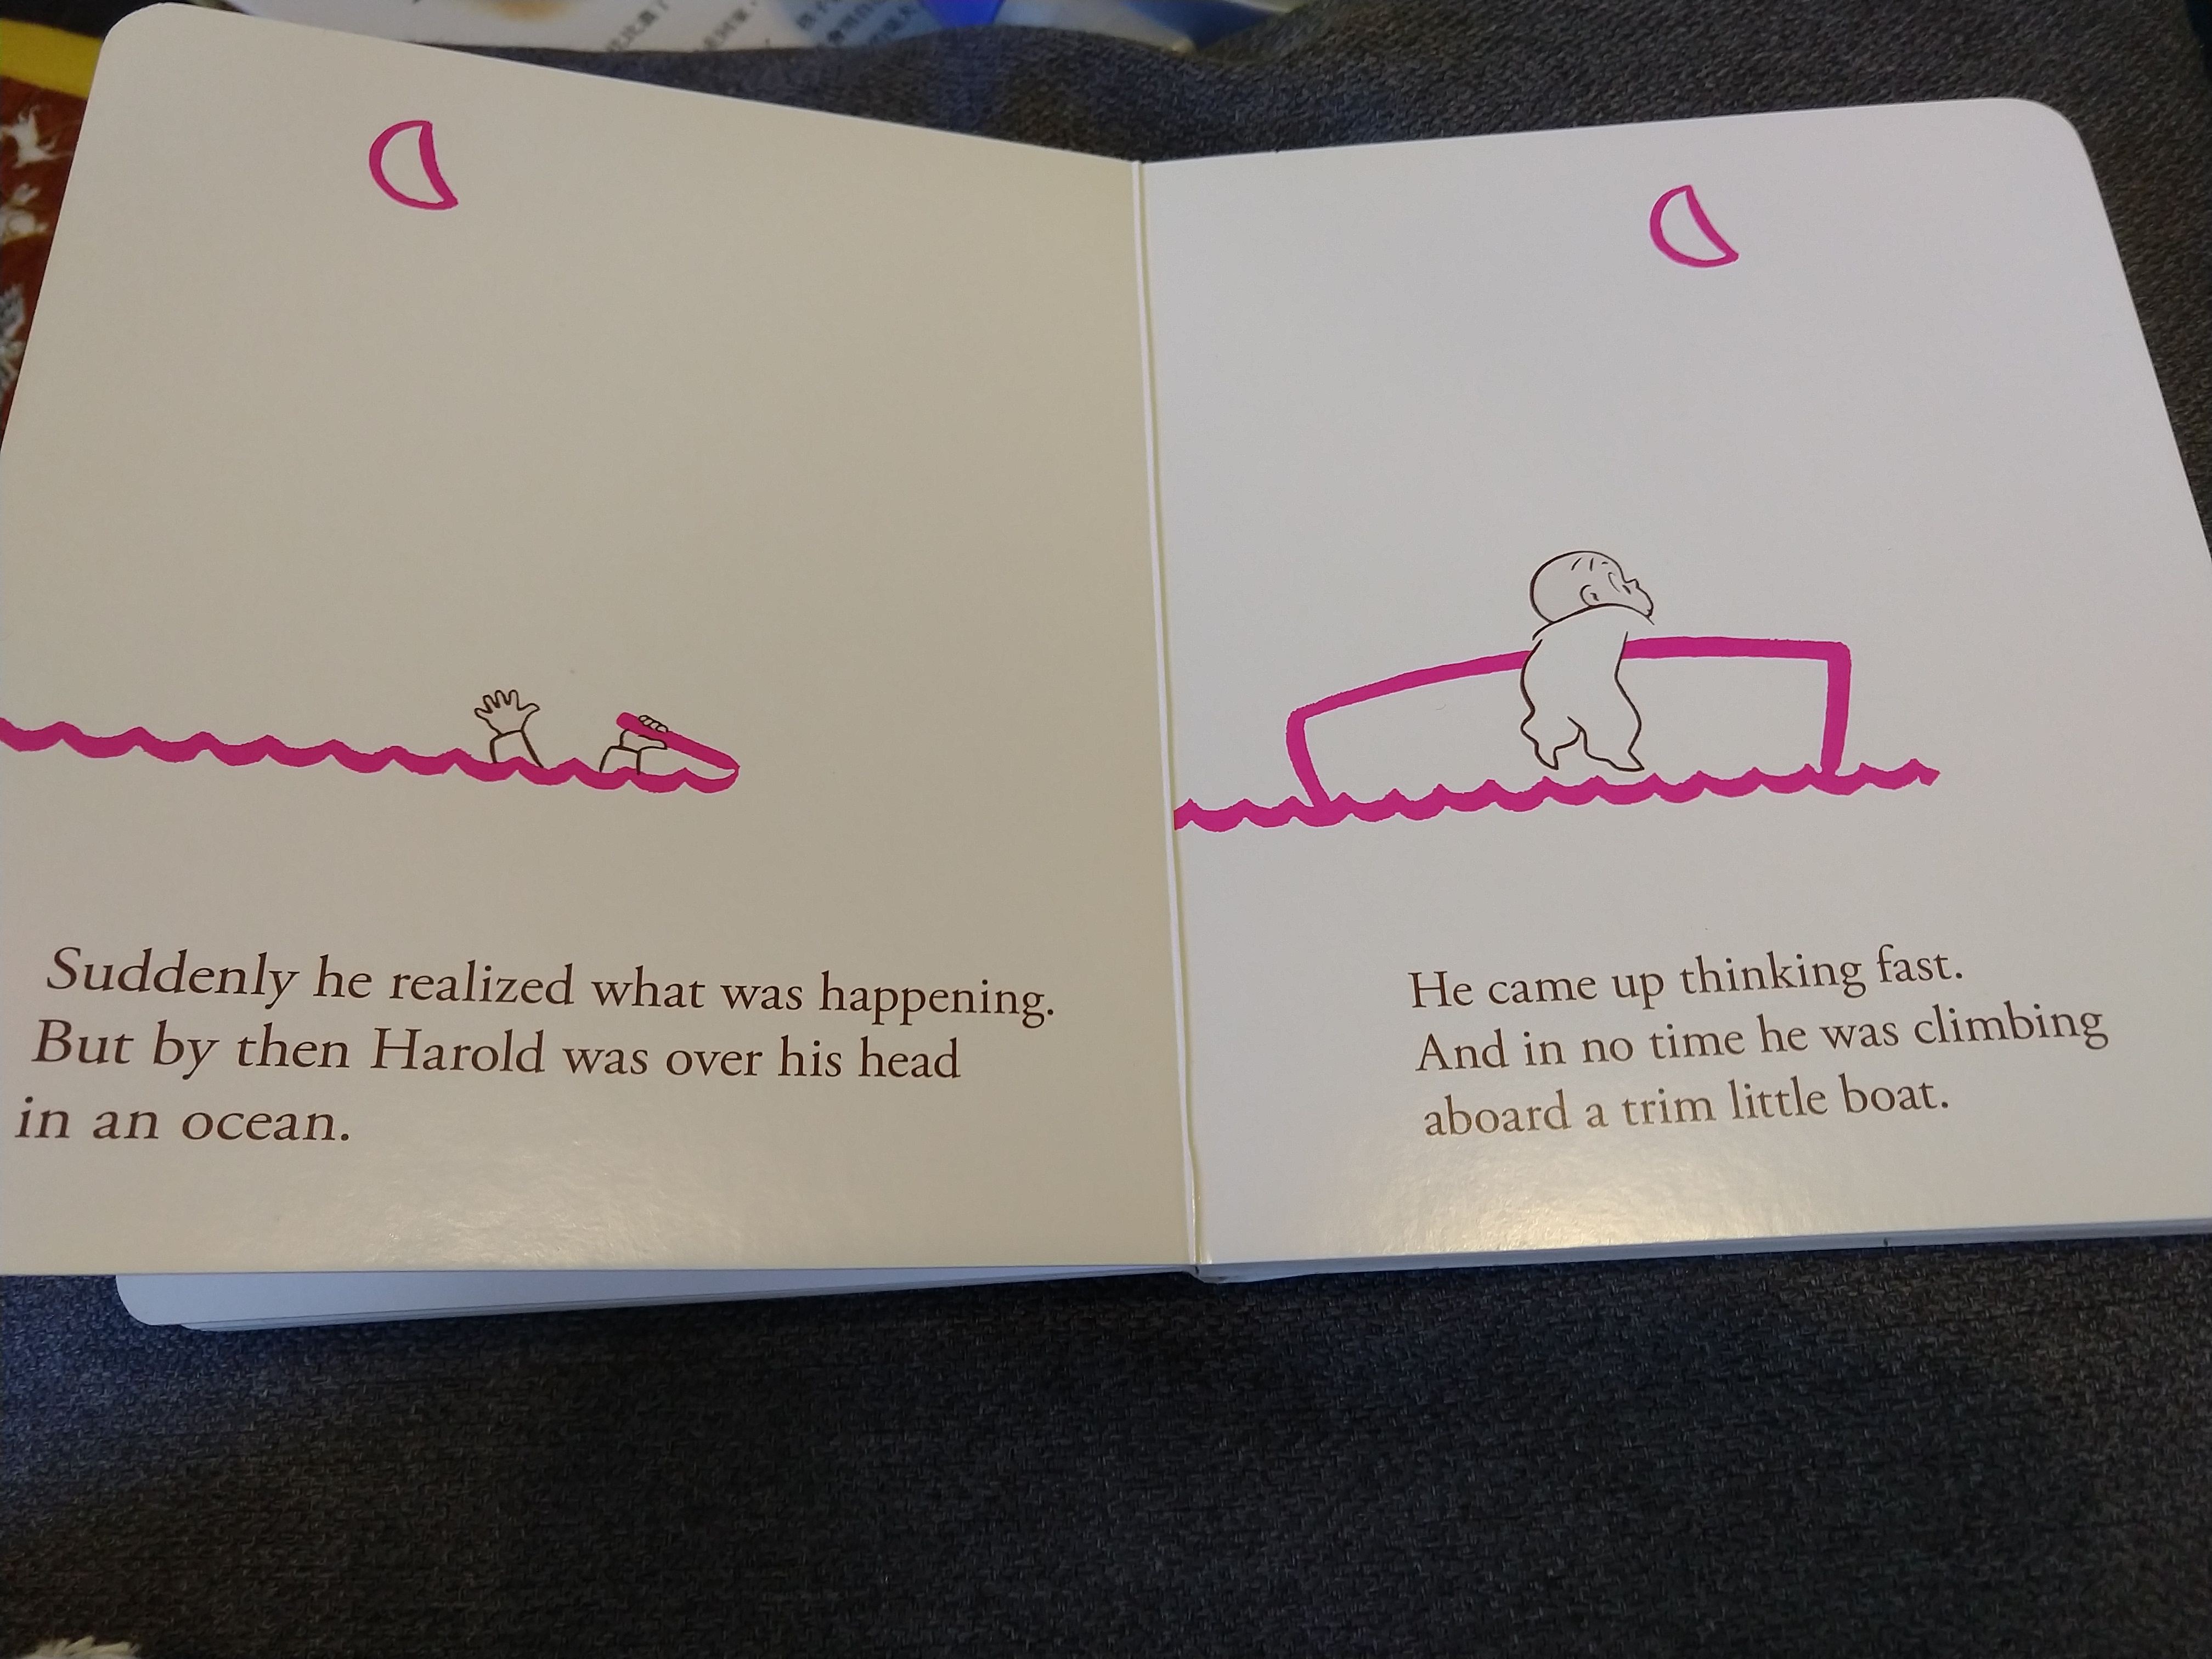 Suddenly he realized what was happening.
But by then Harold was over his head
in an ocean.
He came up thinking fast.
And in no time he was climbing
aboard a trim little boat.